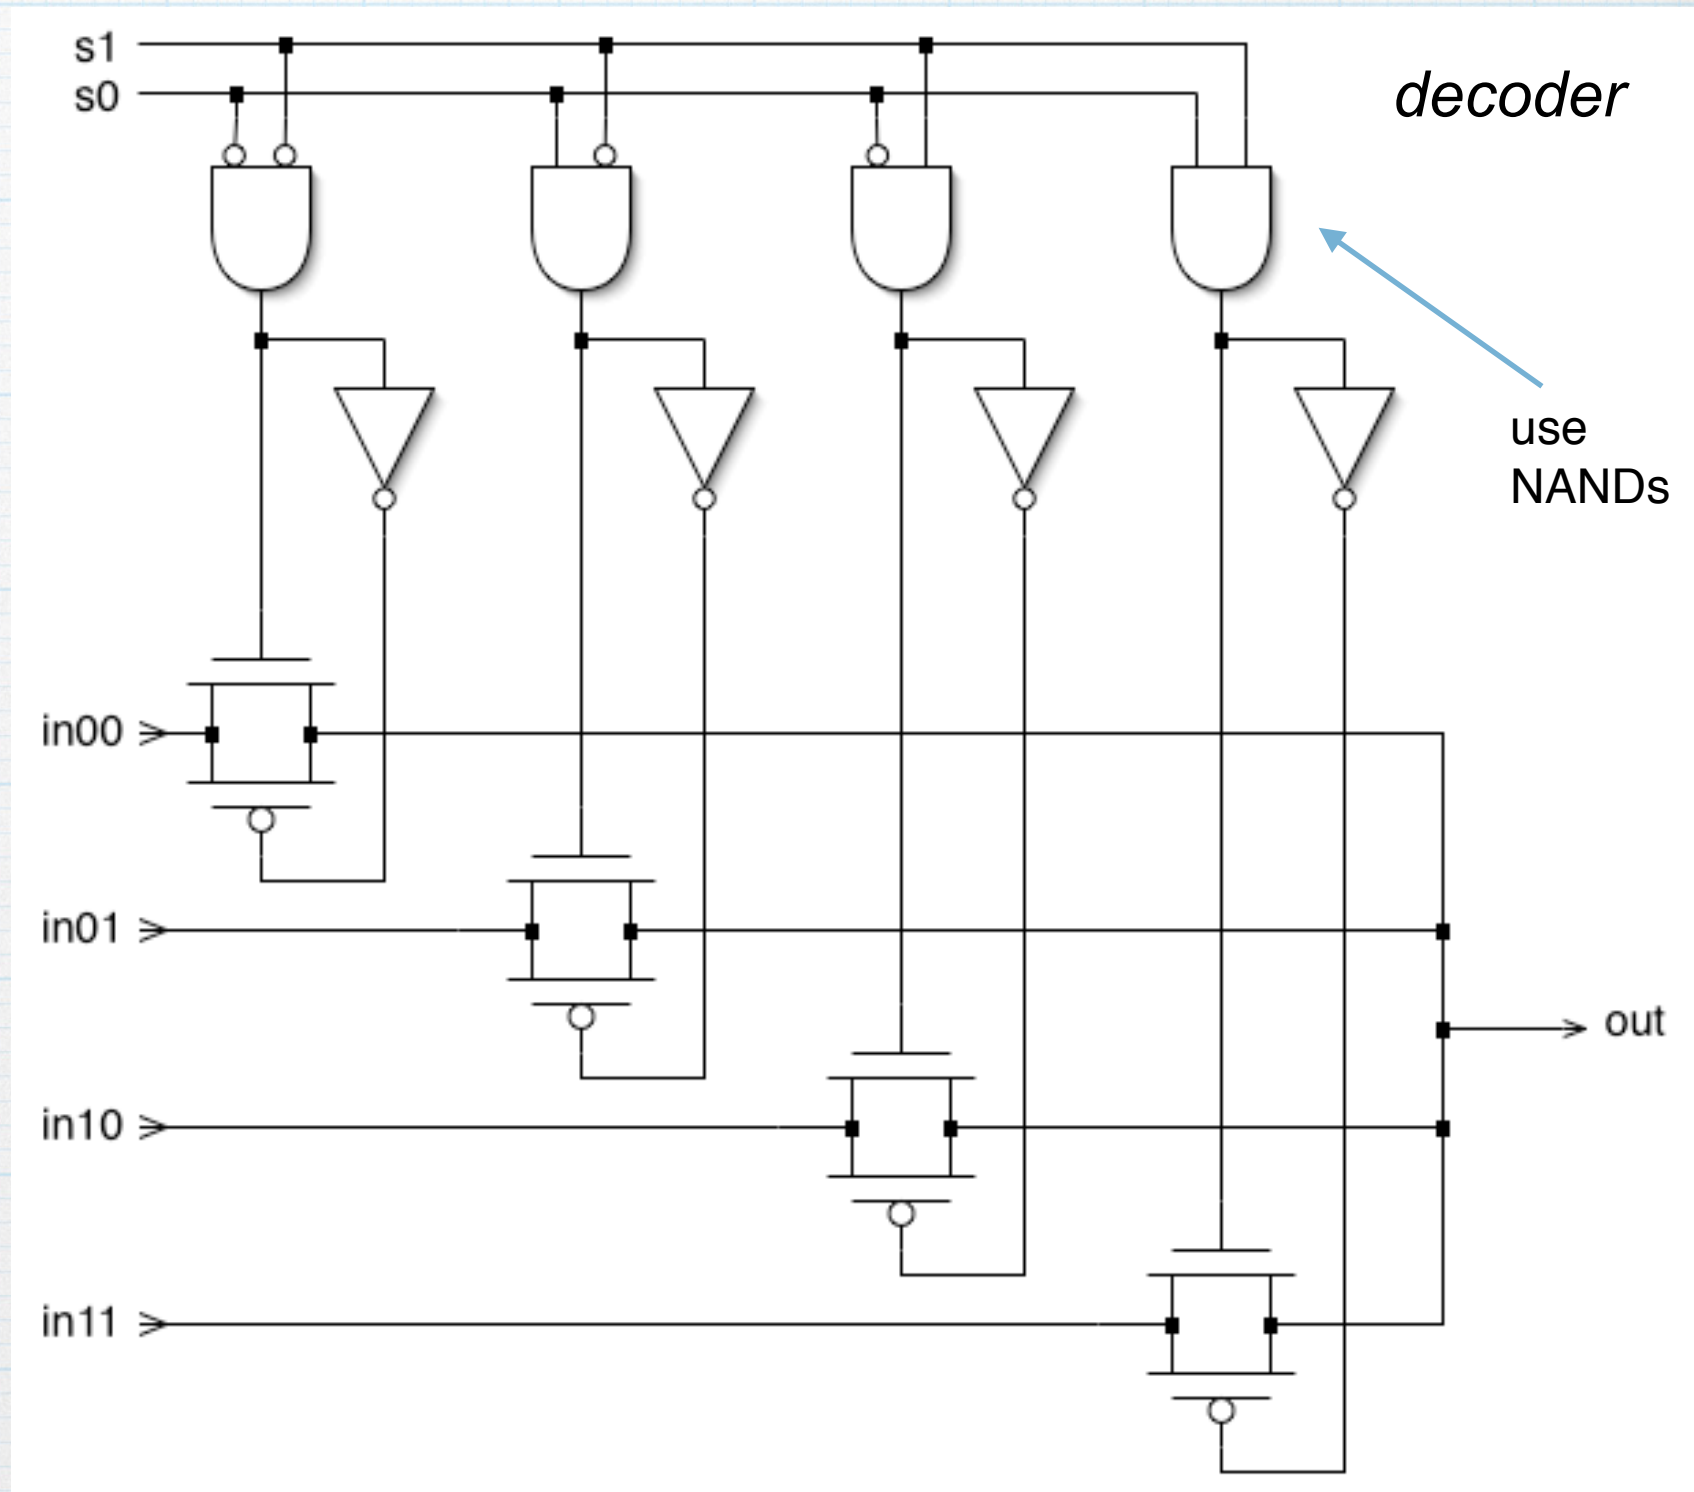 s1
s0
decoder
use
NANDs
in00
in01
out
in10
in11